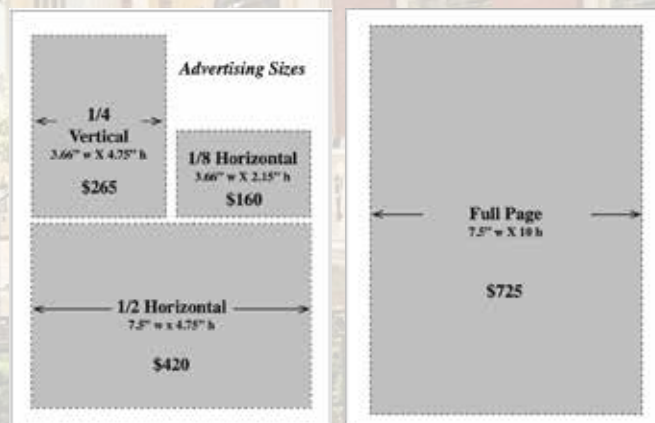 Advertising Sizes
1/4
Vertical
3.66" w X 4.75" h
$265
1/8 Horizontal
3.66" w X 2.15" h
$160
1/2 Horizontal
7.5" w x 4.75" h
$420
Full Page
7.5" w X 10 h
$725